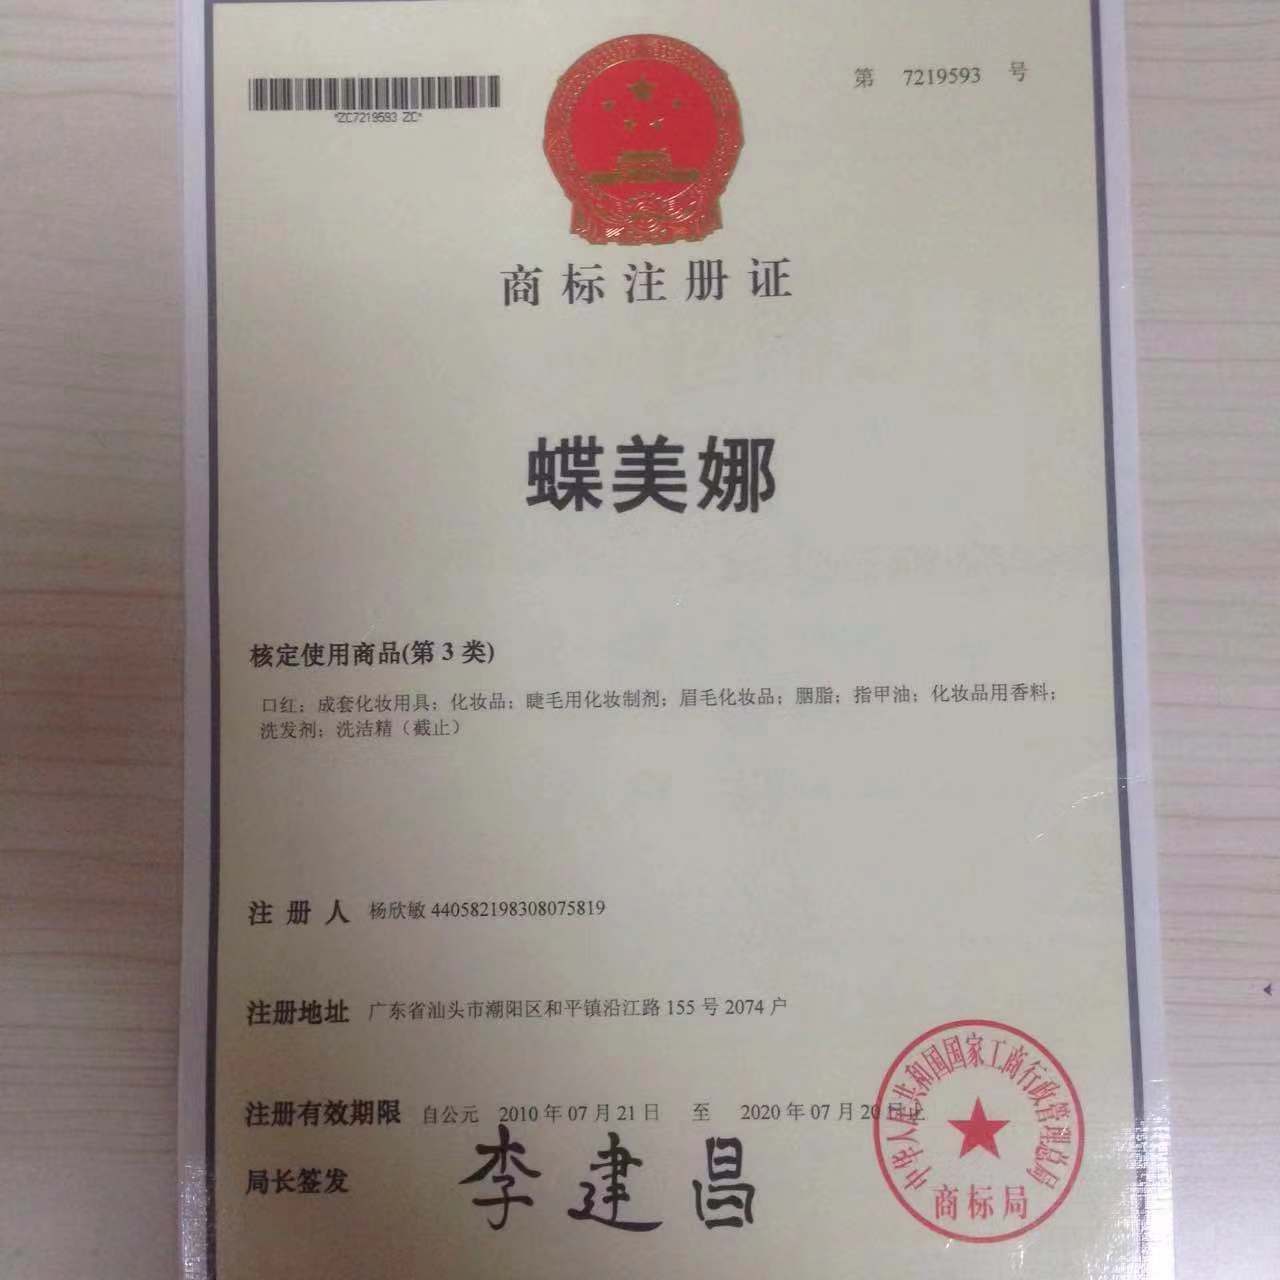 第 7219593 号
*ZC7219593 ZC*
商标注册证
蝶美娜
核定使用商品(第 3 类)
口红；成套化妆用具；化妆品；睫毛用化妆制剂；眉毛化妆品；胭脂；指甲油；化妆品用香料；
洗发剂；洗洁精（截止）
注册人 杨欣敏 440582198308075819
注册地址 广东省汕头市潮阳区和平镇沿江路 155 号 2074 户
注册有效期限 自公元 2010 年 07 月 21 日 至 2020 年 07 月 20 日止
局长签发 李建昌
中华人民共和国国家工商行政管理总局
商标局